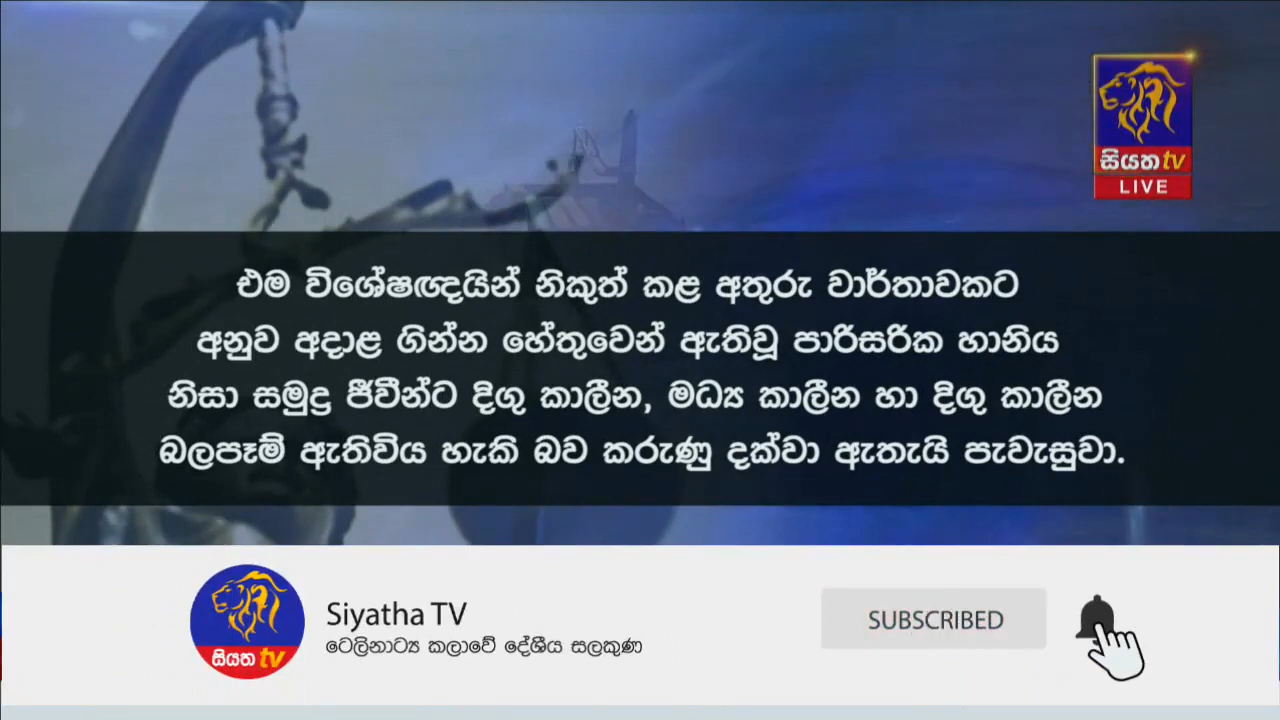 සියත tv
LIVE
එම විශේෂඥයින් නිකුත් කළ අතුරු වාර්තාවකට
අනුව අදාළ ගින්න හේතුවෙන් ඇතිවූ පාරිසරික හානිය
නිසා සමුද්‍ර ජීවීන්ට දිගු කාලීන, මධ්‍ය කාලීන හා දිගු කාලීන
බලපෑම් ඇතිවිය හැකි බව කරුණු දක්වා ඇතැයි පැවැසුවා.
සියත tv
Siyatha TV
ටෙලිනාට්‍ය කලාවේ දේශීය සලකුණ
SUBSCRIBED